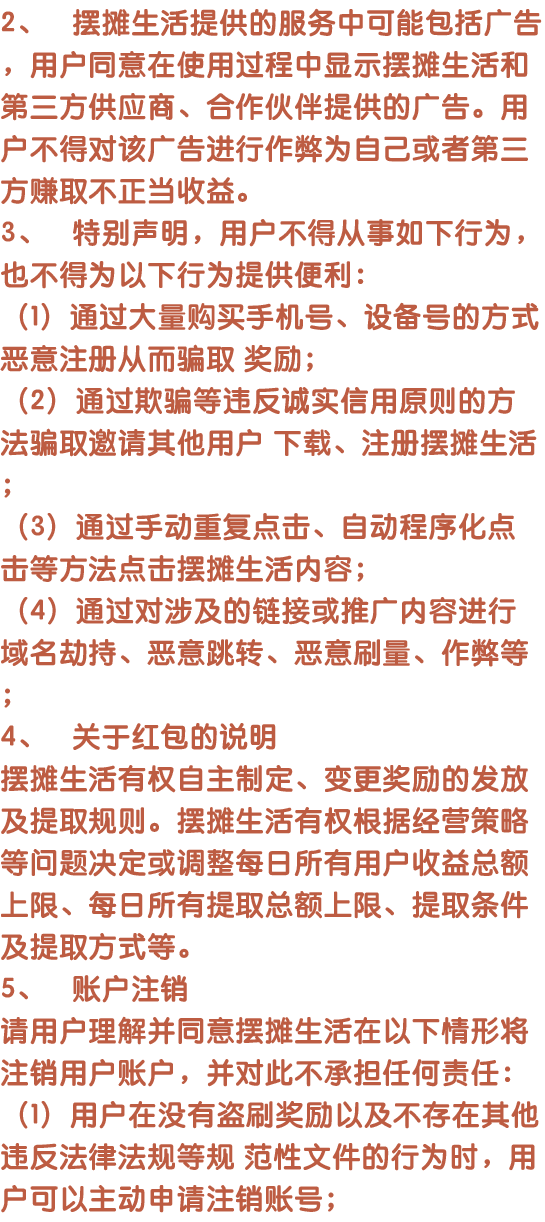 2、 摆摊生活提供的服务中可能包括广告
，用户同意在使用过程中显示摆摊生活和
第三方供应商、合作伙伴提供的广告。用
户不得对该广告进行作弊为自己或者第三
方赚取不正当收益。
3、 特别声明，用户不得从事如下行为，
也不得为以下行为提供便利：
（1）通过大量购买手机号、设备号的方式
恶意注册从而骗取 奖励；
（2）通过欺骗等违反诚实信用原则的方
法骗取邀请其他用户 下载、注册摆摊生活
；
（3）通过手动重复点击、自动程序化点
击等方法点击摆摊生活内容；
（4）通过对涉及的链接或推广内容进行
域名劫持、恶意跳转、恶意刷量、作弊等
；
4、 关于红包的说明
摆摊生活有权自主制定、变更奖励的发放
及提取规则。摆摊生活有权根据经营策略
等问题决定或调整每日所有用户收益总额
上限、每日所有提取总额上限、提取条件
及提取方式等。
5、 账户注销
请用户理解并同意摆摊生活在以下情形将
注销用户账户，并对此不承担任何责任：
（1）用户在没有盗刷奖励以及不存在其他
违反法律法规等规 范性文件的行为时，用
户可以主动申请注销账号；